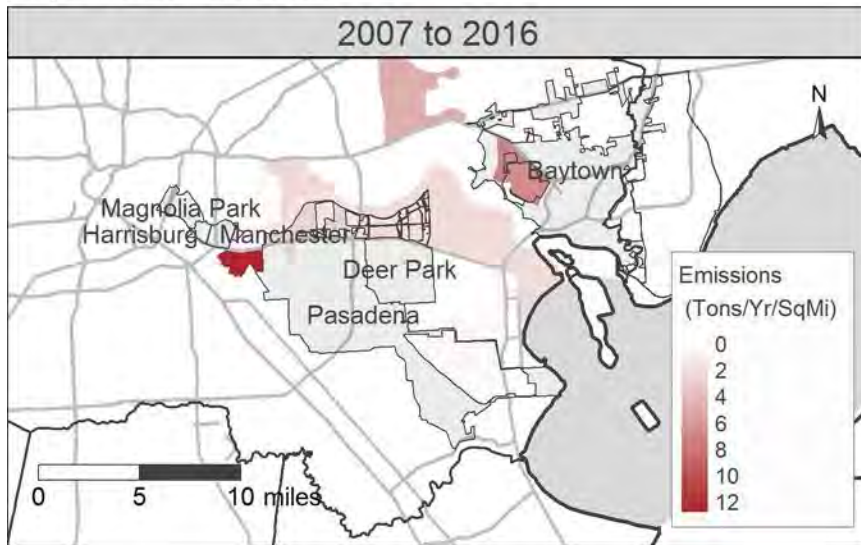 2007 to 2016
N
Baytown
Magnolia Park
Harrisburg
Manchester
Deer Park
Pasadena
Emissions
(Tons/Yr/SqMi)
0
2
4
6
8
10
12
0 5 10 miles